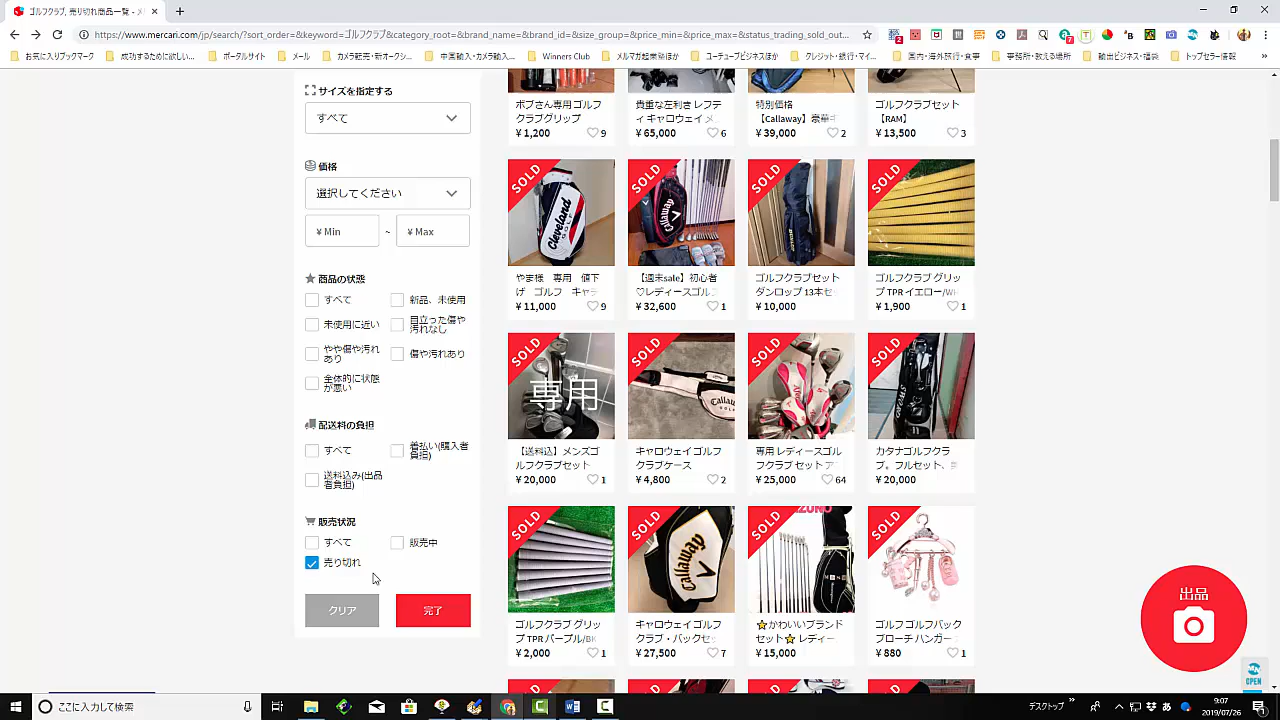 ゴルフクラブ, 売り切れ商品一覧 - メ
https://www.mercari.com/jp/search/?sort_order=&keyword=ゴルフクラブ&category_root=&brand_name=&brand_id=&size_group=&price_min=&price_max=&status_trading_sold_out...
お気に入りブックマーク
成功するために欲しい...
ポータルサイト
メール
Winners Club
メルマガ起業塾ほか
ユーチューブビジネスほか
クレジット・銀行・マイ...
国内・海外旅行・食事
事務所・教える場所
輸出ビジネス・福袋
トップセラー情報
サイズを指定する
すべて
価格
選択してください
¥ Min
~
¥ Max
商品の状態
すべて
新品、未使用
未使用に近い
目立った傷や
汚れなし
やや傷や汚れ
あり
傷や汚れあり
全体的に状態
が悪い
配送料の負担
すべて
着払い(購入者
負担)
送料込み(出品
者負担)
販売状況
すべて
販売中
売り切れ
クリア
完了
ボブさん専用 ゴルフ
クラブグリップ
¥ 1,200
9
貴重な左利き レフテ
ィ キャロウェイ メ...
¥ 65,000
6
特別価格
【Callaway】豪華
¥ 39,000
2
ゴルフクラブセット
【RAM】
¥ 13,500
3
SOLD
Cleveland
GOLF
やま様 専用 値下
げ ゴルフ キャ
¥ 11,000
9
SOLD
Callaway
【週末sale】初心者
♡レディースゴルフ
¥ 32,600
1
SOLD
DUNLOP
ゴルフクラブセット
ダンロップ 13本セ
¥ 10,000
SOLD
ゴルフクラブ グリッ
プ TPR イエロー/W
¥ 1,900
1
SOLD
専用
【送料込】メンズゴ
ルフクラブセット
¥ 20,000
1
SOLD
Callaway
GOLF
キャロウェイ ゴルフ
クラブケース
¥ 4,800
2
SOLD
専用 レディースゴル
フクラブ セット ア
¥ 25,000
64
SOLD
カタナゴルフクラ
ブ。フルセット、
¥ 20,000
SOLD
ゴルフクラブ グリッ
プ TPR パープル/BK
¥ 2,000
1
SOLD
Callaway
キャロウェイ ゴルフ
クラブ・バックセッ
¥ 27,500
7
SOLD
MIZUNO
⭐かわいいブランド
セット⭐ レディー
¥ 15,000
SOLD
ゴルフ ゴルフバック
ブローチ ハンガー
¥ 880
1
SOLD
SOLD
SOLD
SOLD
出品
OPEN
ここに入力して検索
デスクトップ
9:07
2019/07/26